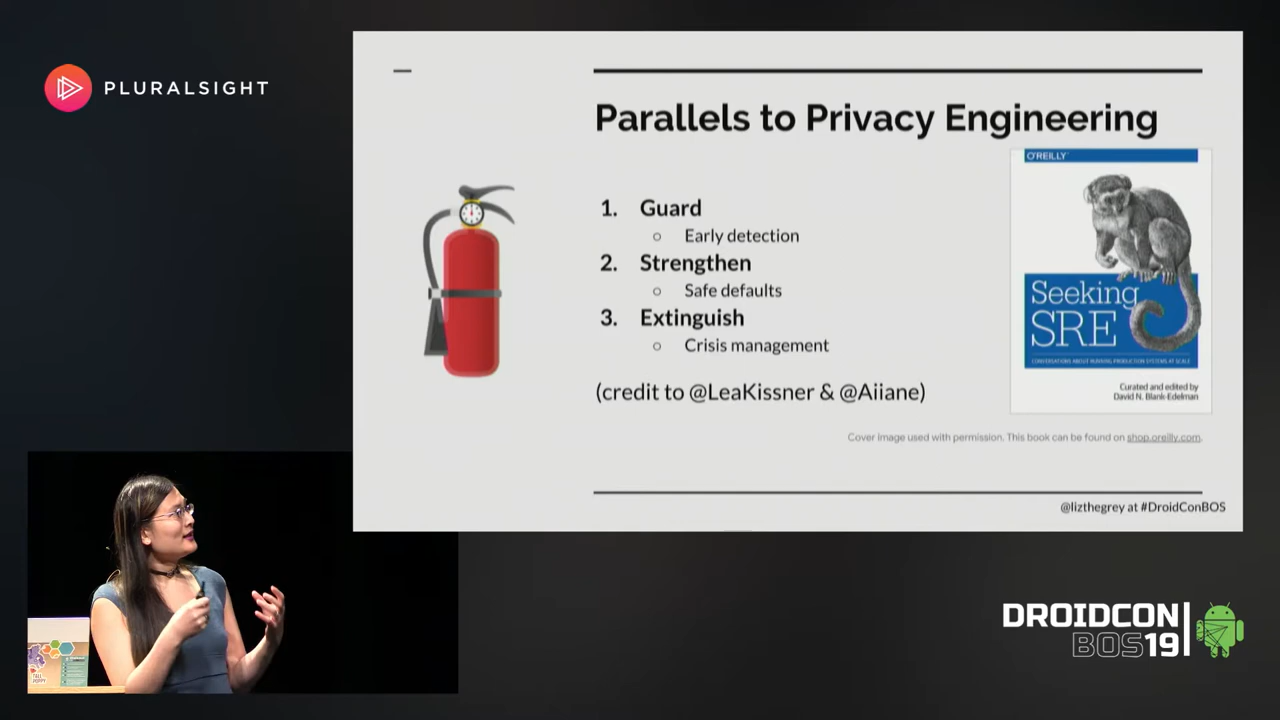 PLURALSIGHT
Parallels to Privacy Engineering
1. Guard
○ Early detection
2. Strengthen
○ Safe defaults
3. Extinguish
○ Crisis management
(credit to @LeaKissner & @Aiiane)
O'REILLY
Seeking
SRE
CONVERSATIONS ABOUT RUNNING PRODUCTION SYSTEMS AT SCALE
Curated and edited by
David N. Blank-Edelman
Cover image used with permission. This book can be found on shop.oreilly.com.
@lizthegrey at #DroidConBOS
DROIDCON
BOS19